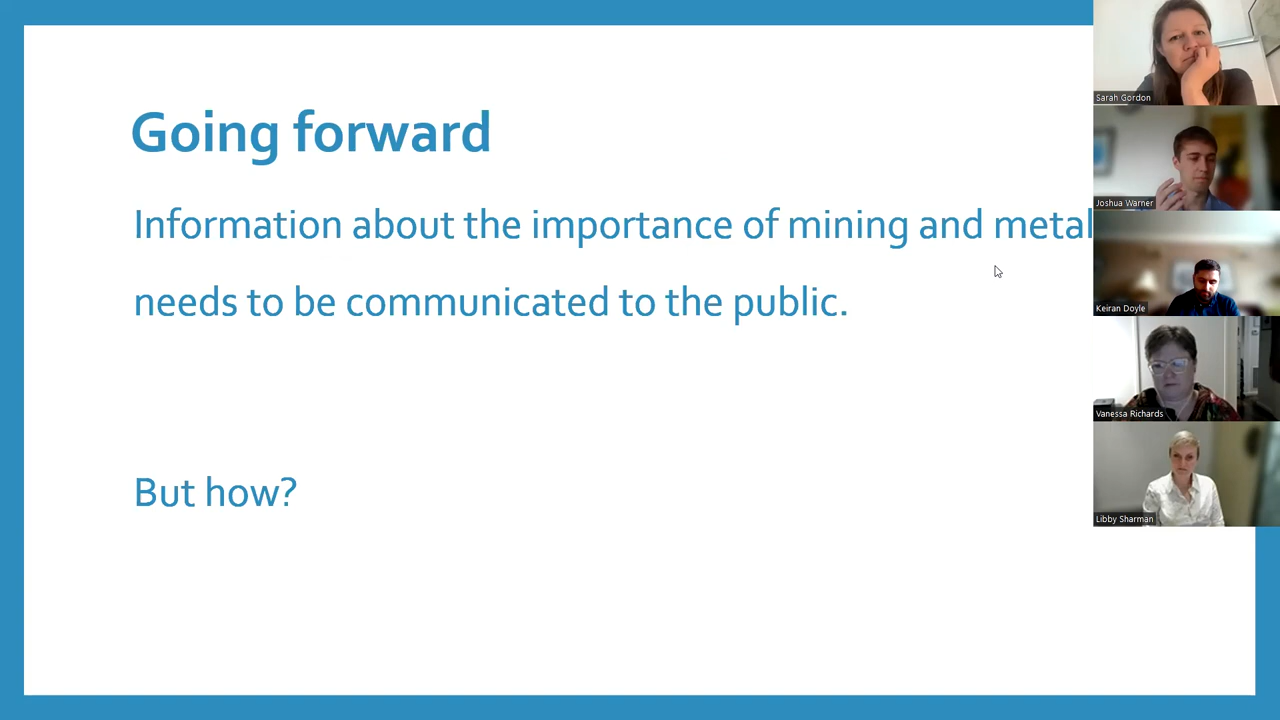 Going forward
Information about the importance of mining and metal
needs to be communicated to the public.
But how?
Sarah Gordon
Joshua Warner
Keiran Doyle
Vanessa Richards
Libby Sharman